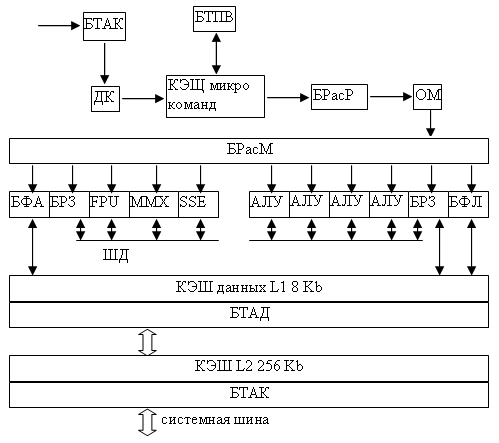 БТПВ
БТАК
ДК
КЭЩ микро
команд
БРасР
ОМ
БРасМ
БФА БРЗ FPU MMX SSE АЛУ АЛУ АЛУ АЛУ БРЗ БФЛ
ШД
КЭШ данных L1 8 Kb
БТАД
КЭШ L2 256 Kb
БТАК
системная шина